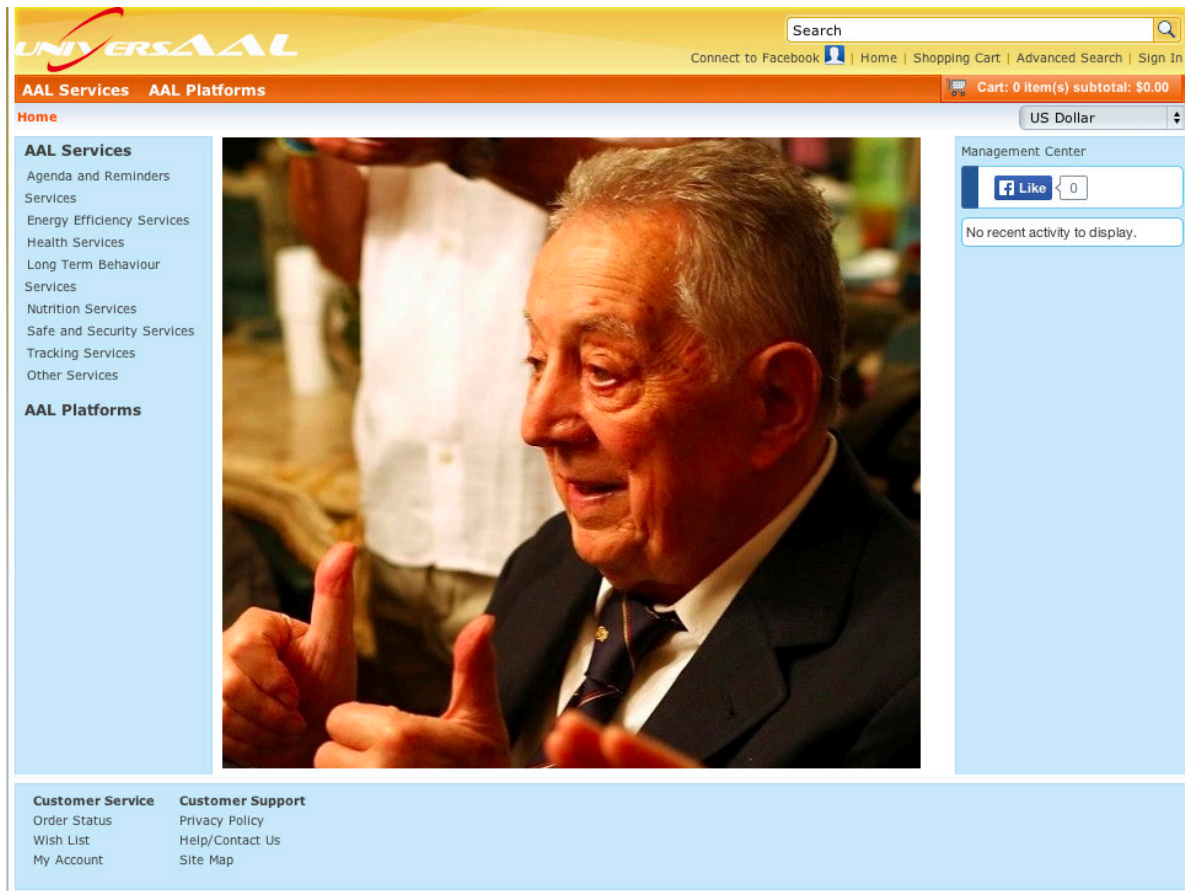 UNIVERSAAL
Search
Connect to Facebook | Home | Shopping Cart | Advanced Search | Sign In
AAL Services AAL Platforms
Cart: 0 item(s) subtotal: $0.00
Home
US Dollar
AAL Services
Agenda and Reminders
Services
Energy Efficiency Services
Health Services
Long Term Behaviour
Services
Nutrition Services
Safe and Security Services
Tracking Services
Other Services
AAL Platforms
Management Center
Like 0
No recent activity to display.
Customer Service
Order Status
Wish List
My Account
Customer Support
Privacy Policy
Help/Contact Us
Site Map